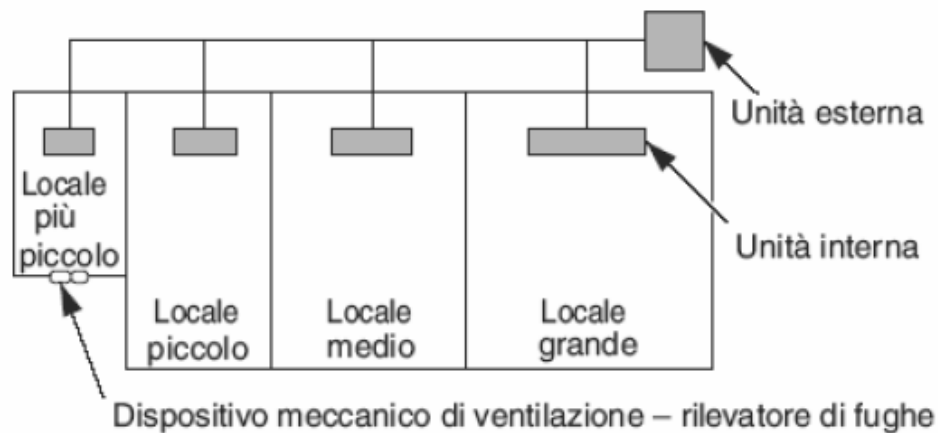 Unità esterna
Locale
più
piccolo
Unità interna
Locale
piccolo
Locale
medio
Locale
grande
Dispositivo meccanico di ventilazione – rilevatore di fughe